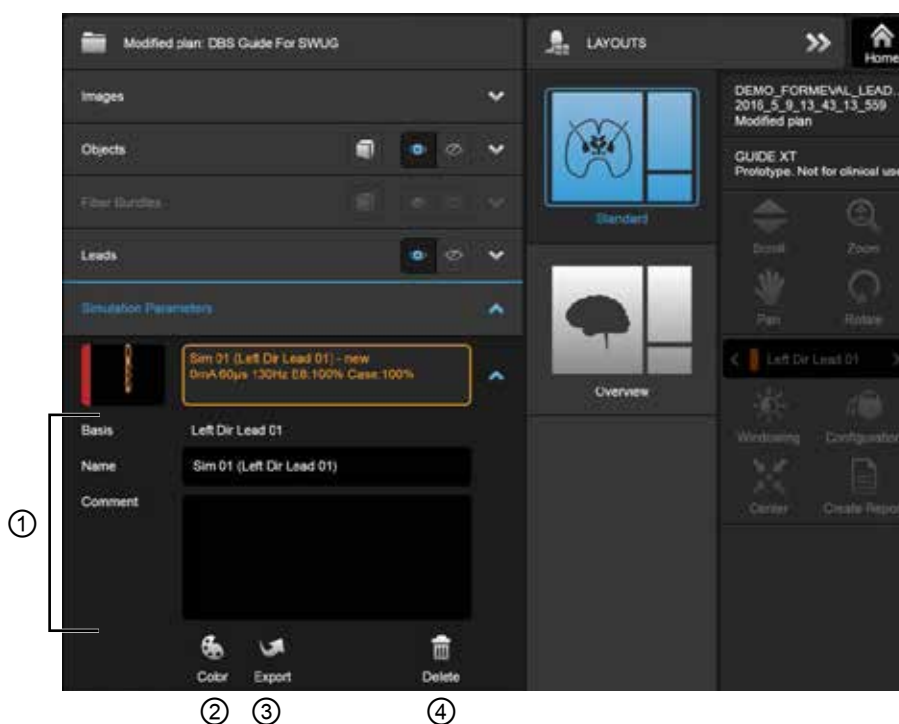 Modified plan: DBS Guide For SWUG
Images
Objects
Fiber Bundles
Leads
Simulation Parameters
Sim 01 (Left Dir Lead 01) - new
0mA 60µs 130Hz E8:100% Case:100%
Basis
Left Dir Lead 01
Name
Sim 01 (Left Dir Lead 01)
Comment
Color
Export
Delete
①
②
③
④
LAYOUTS
Standard
Overview
Home
DEMO_FORMEVAL_LEAD...
2016_5_9_13_43_13_559
Modified plan
GUIDE XT
Prototype. Not for clinical use
Scroll
Zoom
Pan
Rotate
Left Dir Lead 01
Windowing
Configuration
Center
Create Repor